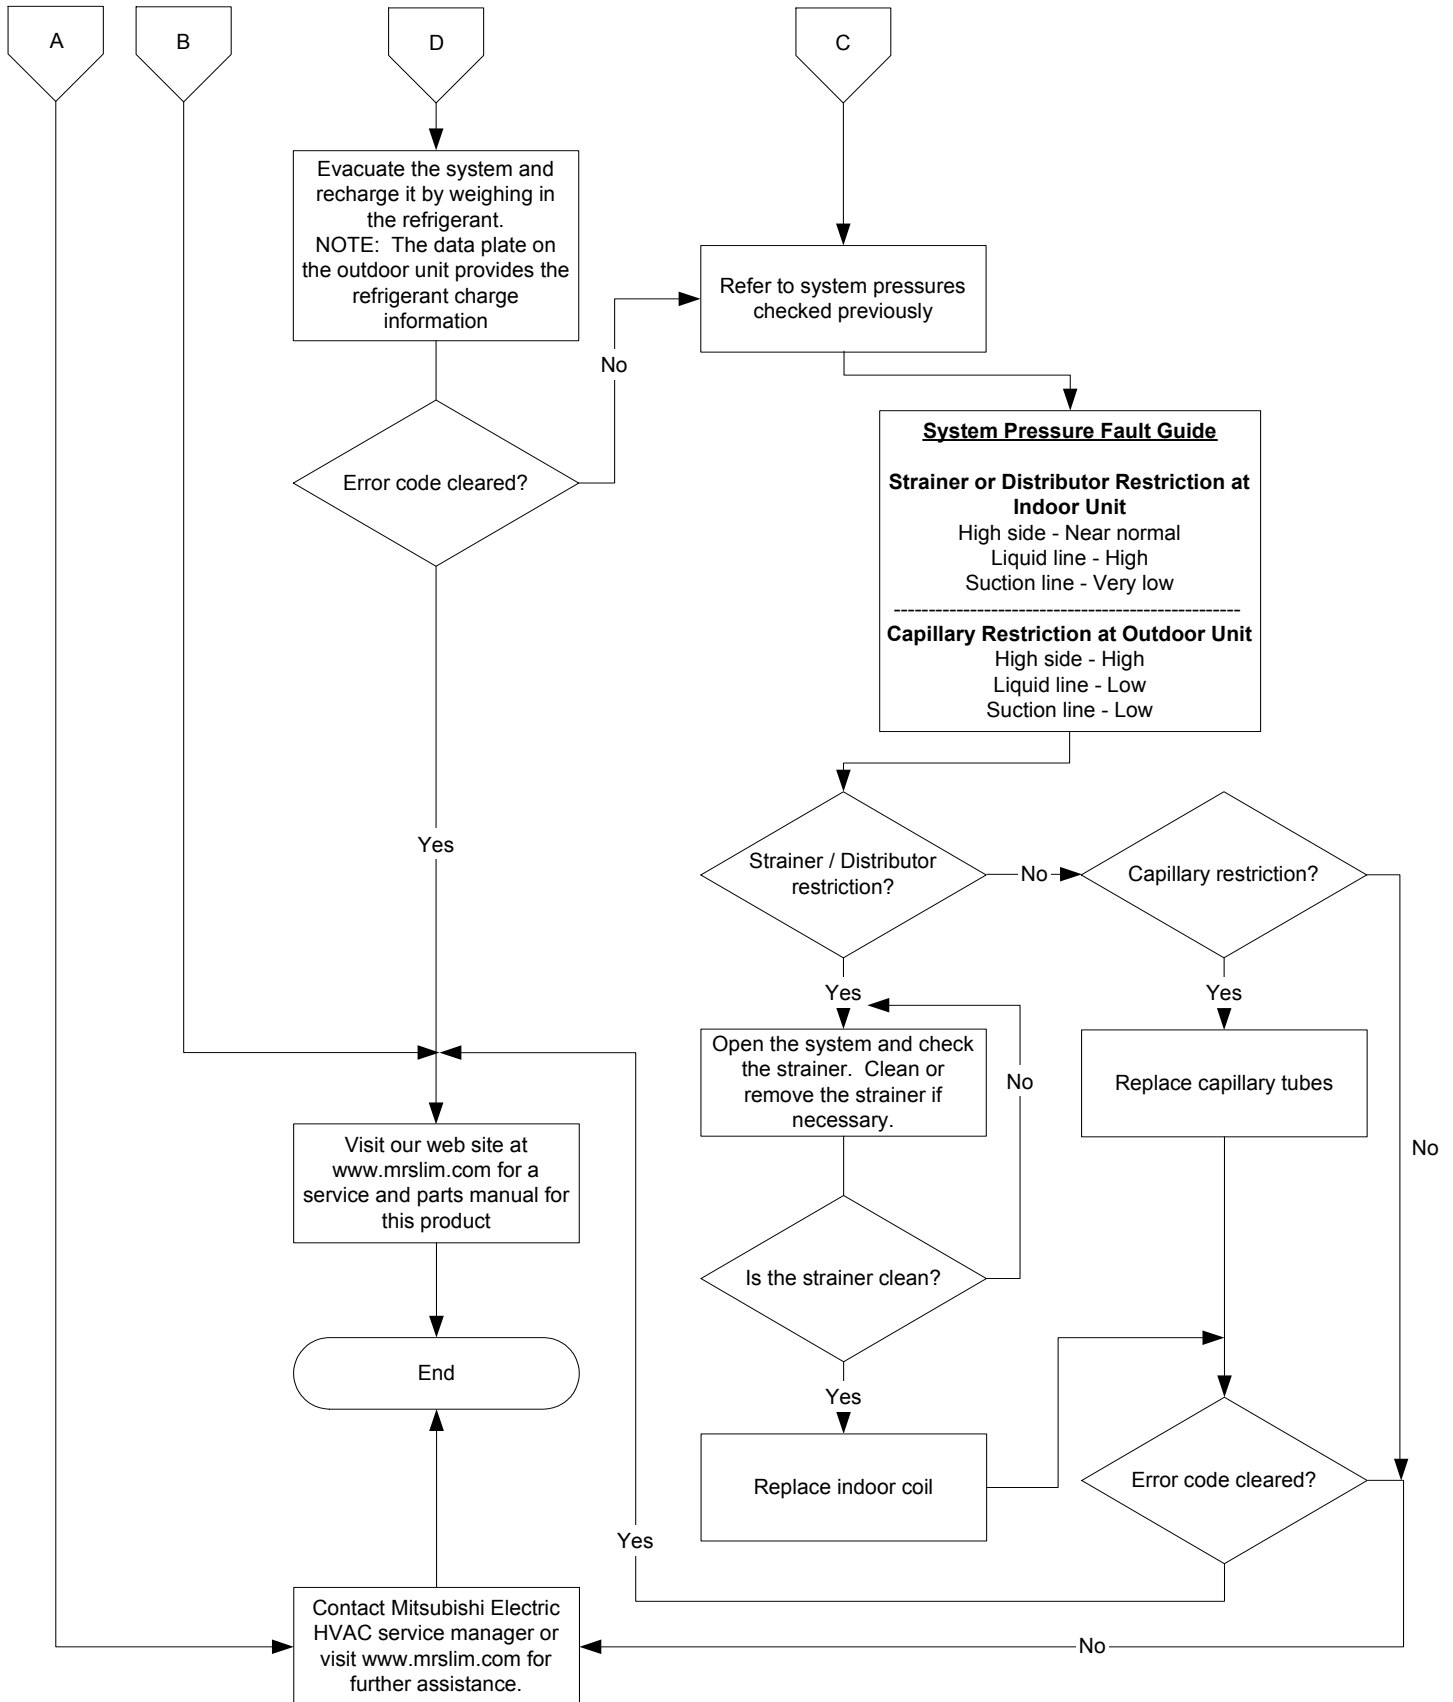 A
B
D
C
Evacuate the system and
recharge it by weighing in
the refrigerant.
NOTE:  The data plate on
the outdoor unit provides the
refrigerant charge
information
Refer to system pressures
checked previously
No
Error code cleared?
System Pressure Fault Guide
Strainer or Distributor Restriction at
Indoor Unit
High side - Near normal
Liquid line - High
Suction line - Very low
--------------------------------------------------
Capillary Restriction at Outdoor Unit
High side - High
Liquid line - Low
Suction line - Low
Yes
Strainer / Distributor
restriction?
No
Capillary restriction?
Yes
Yes
Open the system and check
the strainer.  Clean or
remove the strainer if
necessary.
No
Replace capillary tubes
No
Visit our web site at
www.mrslim.com for a
service and parts manual for
this product
Is the strainer clean?
End
Yes
Replace indoor coil
Error code cleared?
Yes
Contact Mitsubishi Electric
HVAC service manager or
visit www.mrslim.com for
further assistance.
No